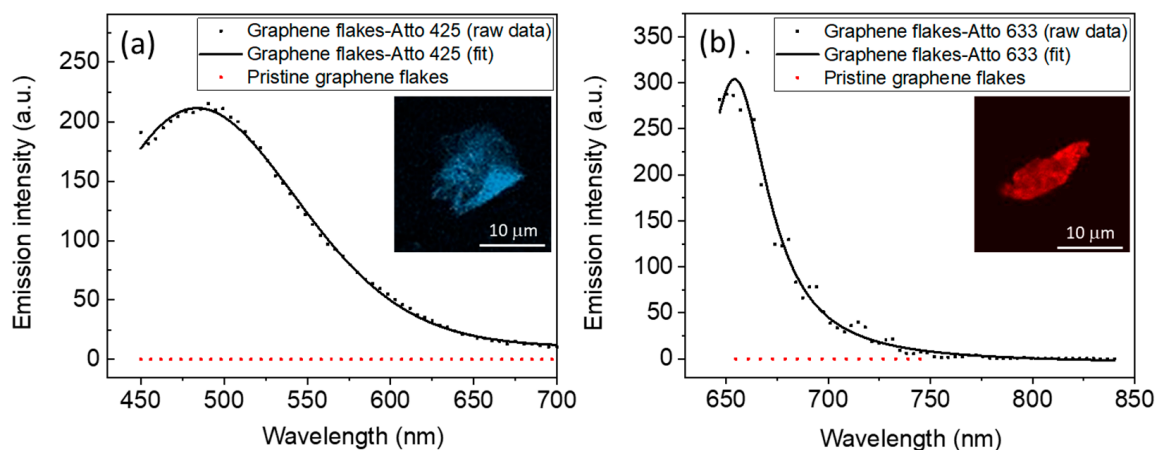 (a)
Graphene flakes-Atto 425 (raw data)
Graphene flakes-Atto 425 (fit)
Pristine graphene flakes
Emission intensity (a.u.)
250
200
150
100
50
0
10 μm
450 500 550 600 650 700
Wavelength (nm)
(b)
Graphene flakes-Atto 633 (raw data)
Graphene flakes-Atto 633 (fit)
Pristine graphene flakes
Emission intensity (a.u.)
350
300
250
200
150
100
50
0
10 μm
650 700 750 800 850
Wavelength (nm)